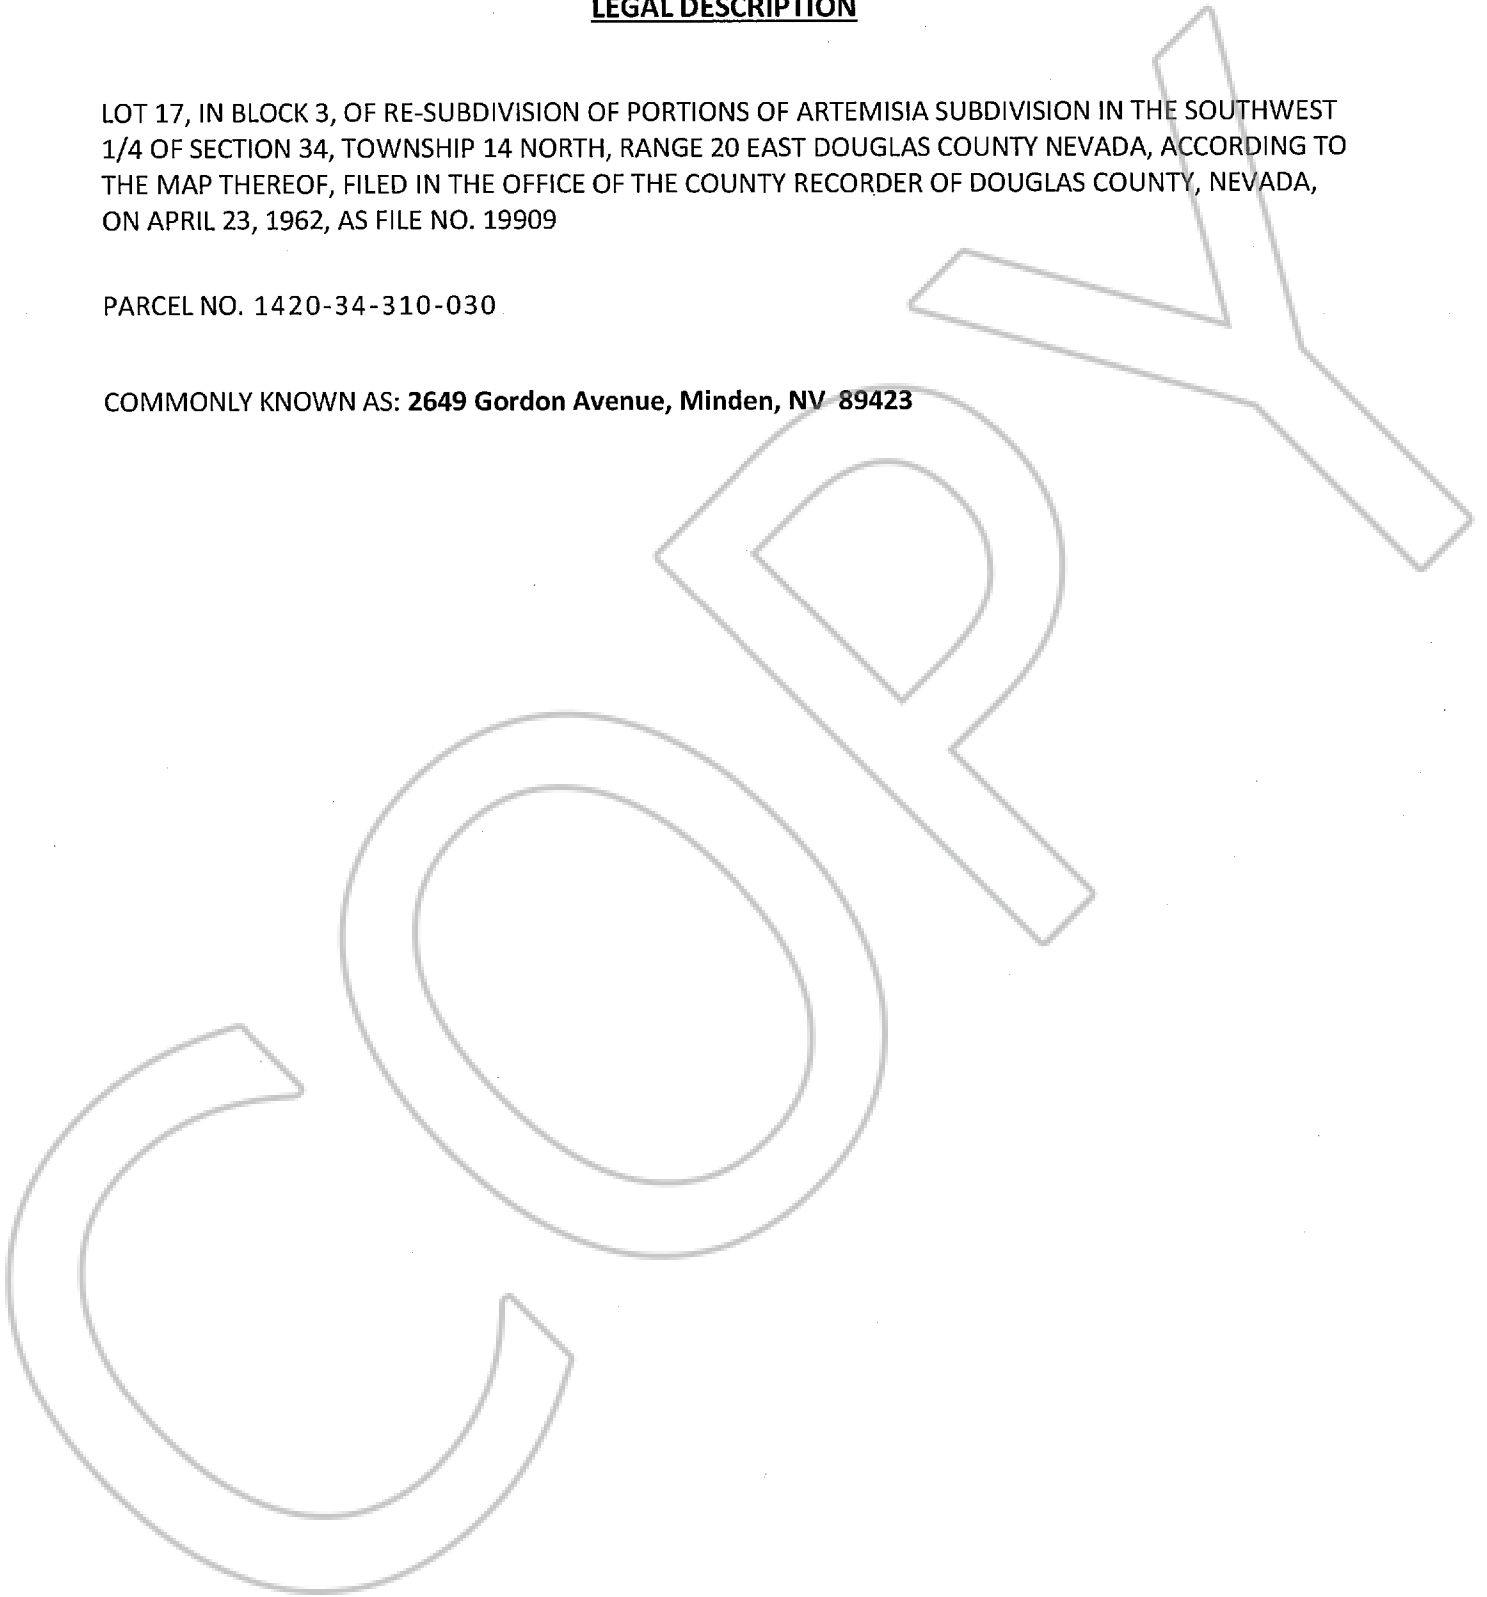 LEGAL DESCRIPTION
LOT 17, IN BLOCK 3, OF RE-SUBDIVISION OF PORTIONS OF ARTEMISIA SUBDIVISION IN THE SOUTHWEST
1/4 OF SECTION 34, TOWNSHIP 14 NORTH, RANGE 20 EAST DOUGLAS COUNTY NEVADA, ACCORDING TO
THE MAP THEREOF, FILED IN THE OFFICE OF THE COUNTY RECORDER OF DOUGLAS COUNTY, NEVADA,
ON APRIL 23, 1962, AS FILE NO. 19909
PARCEL NO. 1420-34-310-030
COMMONLY KNOWN AS: 2649 Gordon Avenue, Minden, NV 89423
COPY